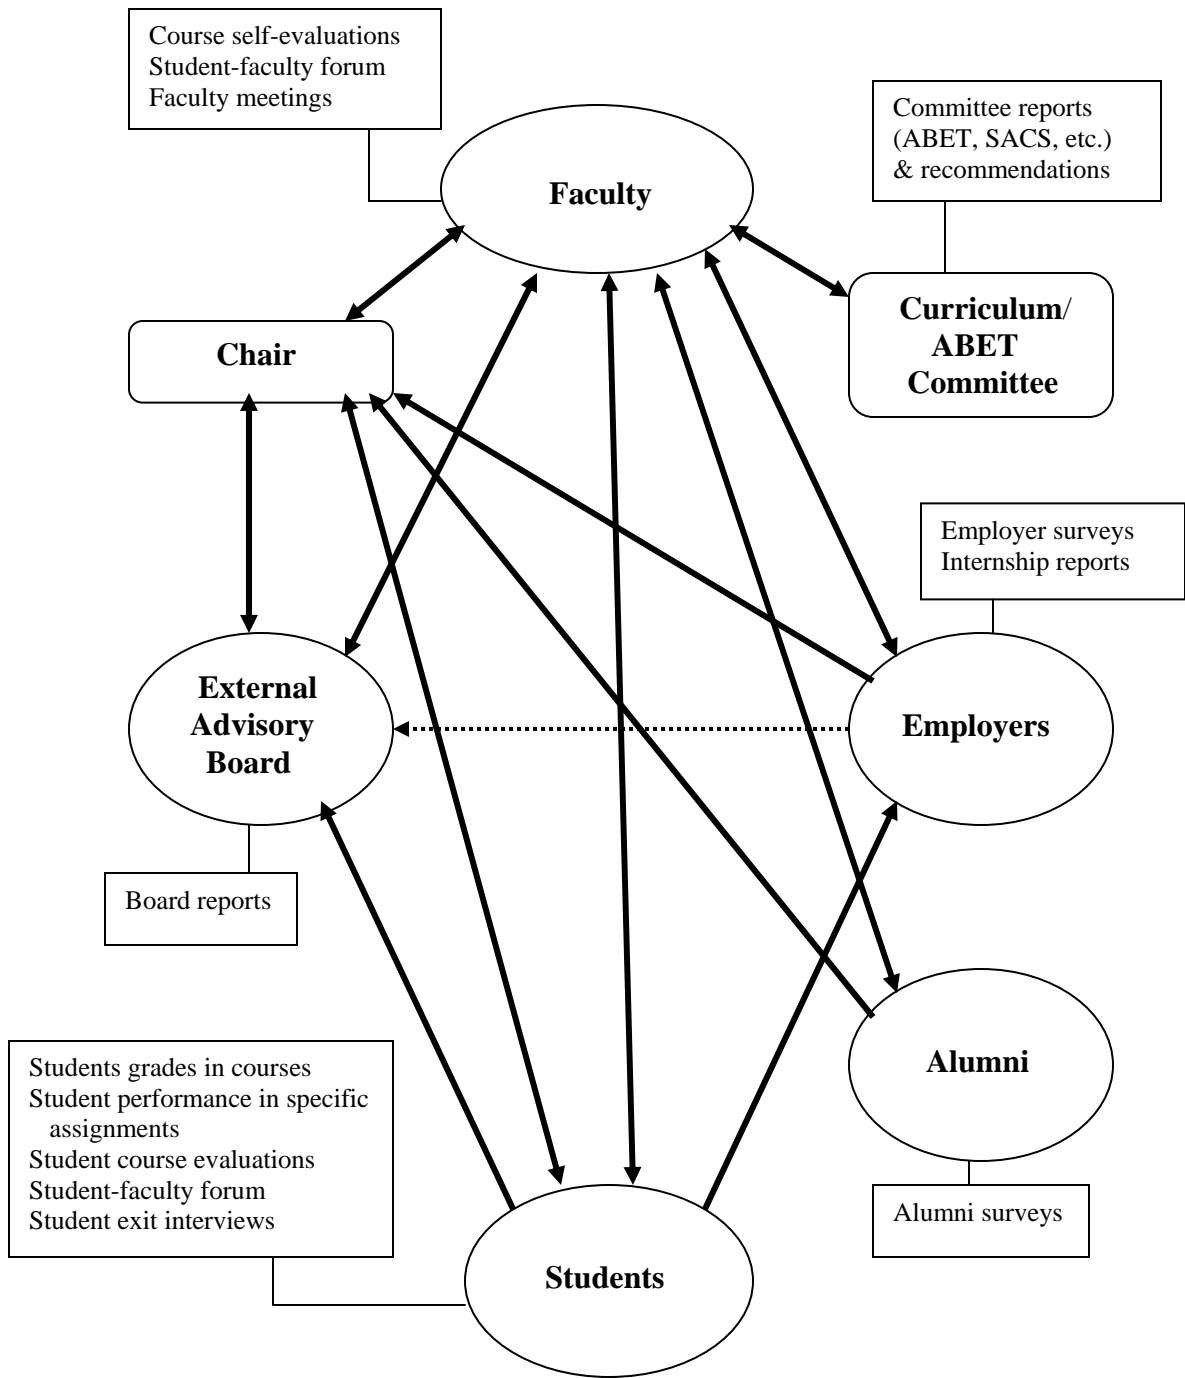 Course self-evaluations
Student-faculty forum
Faculty meetings
Committee reports
(ABET, SACS, etc.)
& recommendations
Faculty
Curriculum/
ABET
Committee
Chair
Employer surveys
Internship reports
External
Advisory
Board
Employers
Board reports
Students grades in courses
Student performance in specific
assignments
Student course evaluations
Student-faculty forum
Student exit interviews
Alumni
Alumni surveys
Students